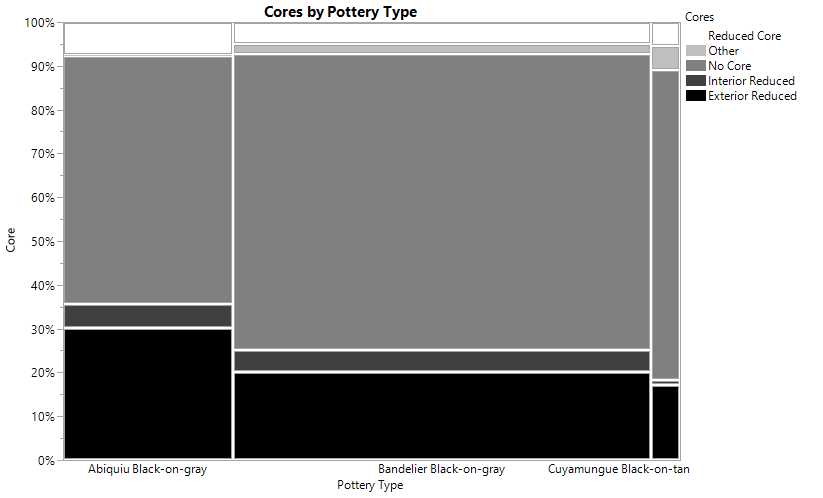 Cores by Pottery Type
Cores
Reduced Core
Other
No Core
Interior Reduced
Exterior Reduced
100%
90%
80%
70%
60%
50%
40%
30%
20%
10%
0%
Core
Abiquiu Black-on-gray
Bandelier Black-on-gray
Cuyamungue Black-on-tan
Pottery Type